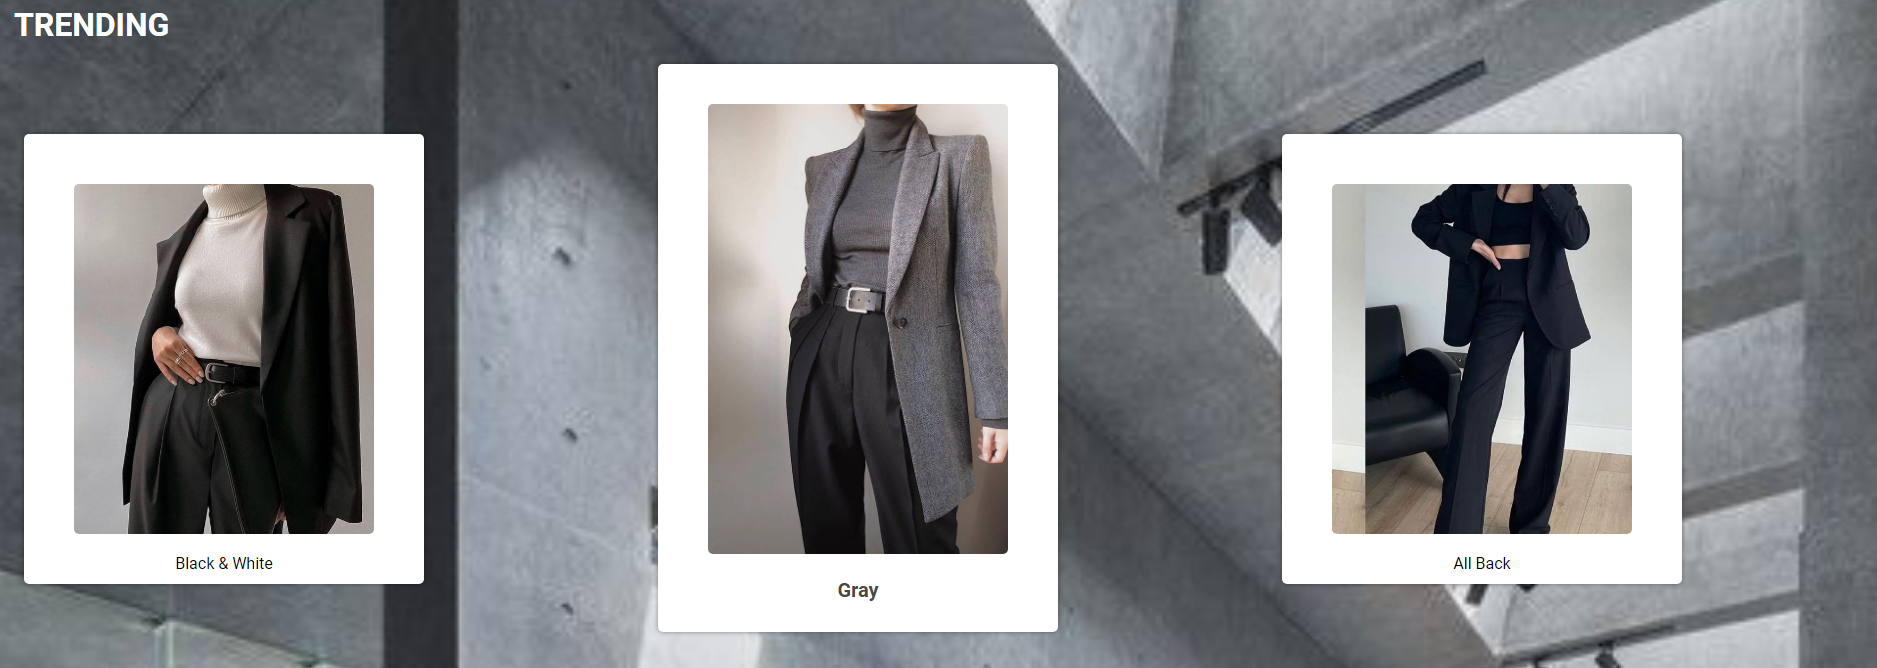 TRENDING
Black & White
Gray
All Back